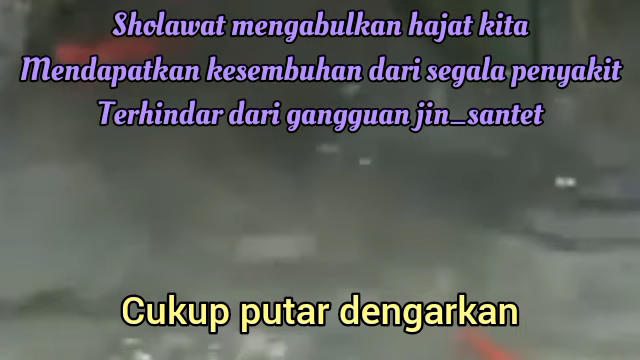 Sholawat mengabulkan hajat kita
Mendapatkan kesembuhan dari segala penyakit
Terhindar dari gangguan jin_santet
Cukup putar dengarkan